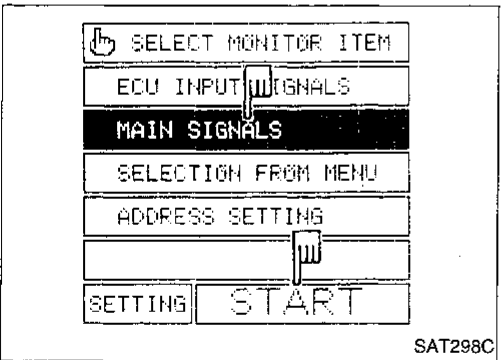 SELECT MONITOR ITEM
ECU INPUT SIGNALS
MAIN SIGNALS
SELECTION FROM MENU
ADDRESS SETTING
SETTING START
SAT298C